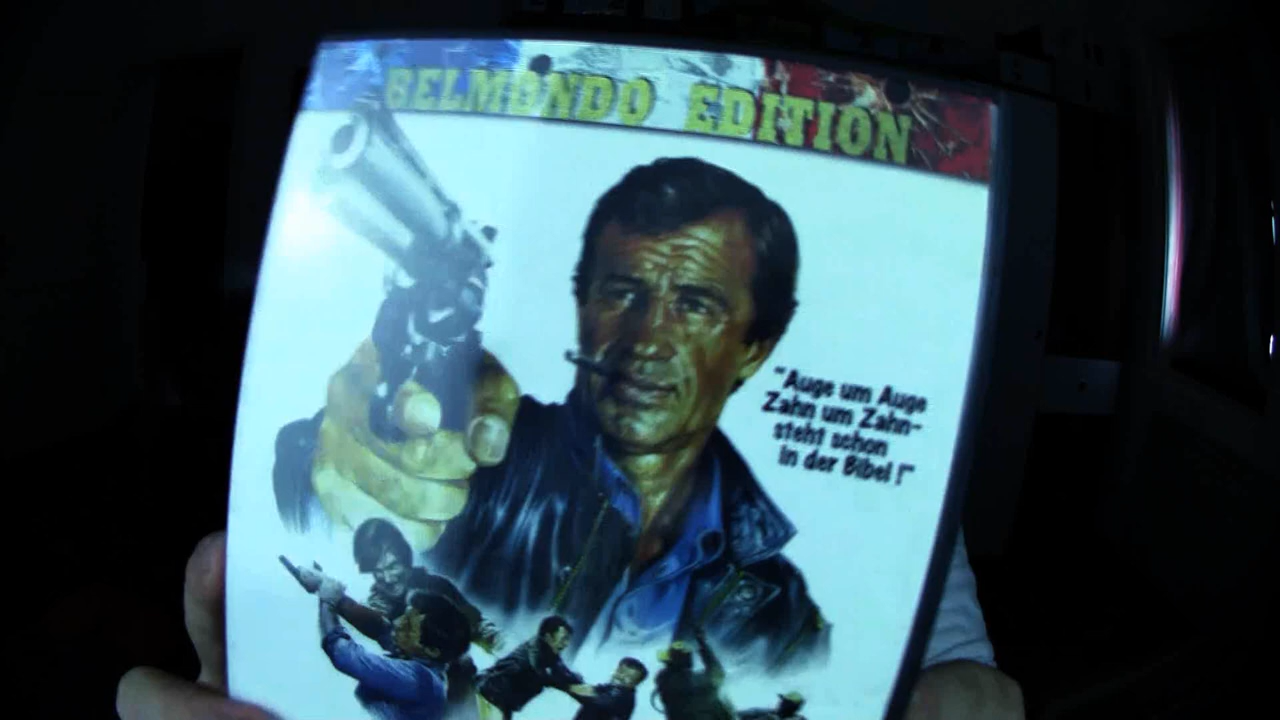 BELMONDO EDITION
"Auge um Auge
Zahn um Zahn-
steht schon
in der Bibel!"